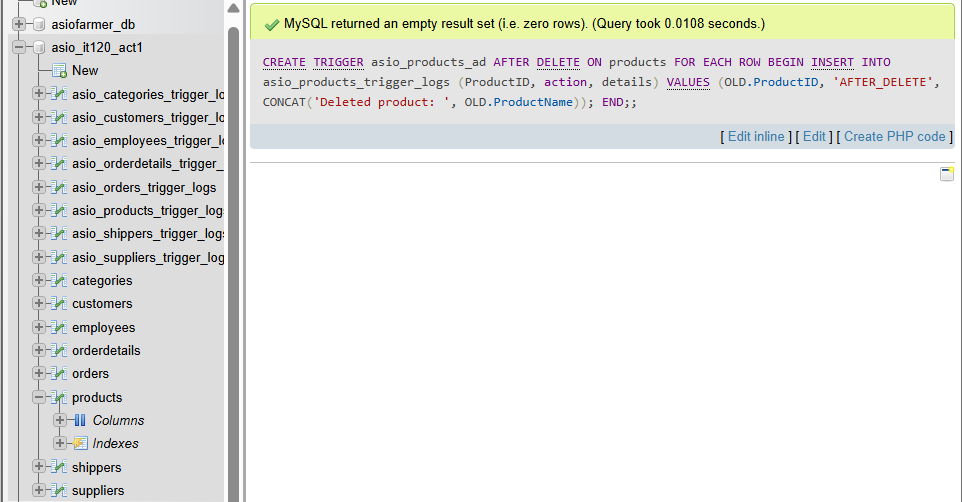 New
asiofarmer_db
asio_it120_act1
New
asio_categories_trigger_lo
asio_customers_trigger_lo
asio_employees_trigger_l
asio_orderdetails_trigger_
asio_orders_trigger_logs
asio_products_trigger_log
asio_shippers_trigger_logs
asio_suppliers_trigger_log
categories
customers
employees
orderdetails
orders
products
Columns
Indexes
shippers
suppliers
MySQL returned an empty result set (i.e. zero rows). (Query took 0.0108 seconds.)
CREATE TRIGGER asio_products_ad AFTER DELETE ON products FOR EACH ROW BEGIN INSERT INTO
asio_products_trigger_logs (ProductID, action, details) VALUES (OLD.ProductID, 'AFTER_DELETE',
CONCAT('Deleted product: ', OLD.ProductName)); END;;
[ Edit inline ] [ Edit ] [ Create PHP code ]